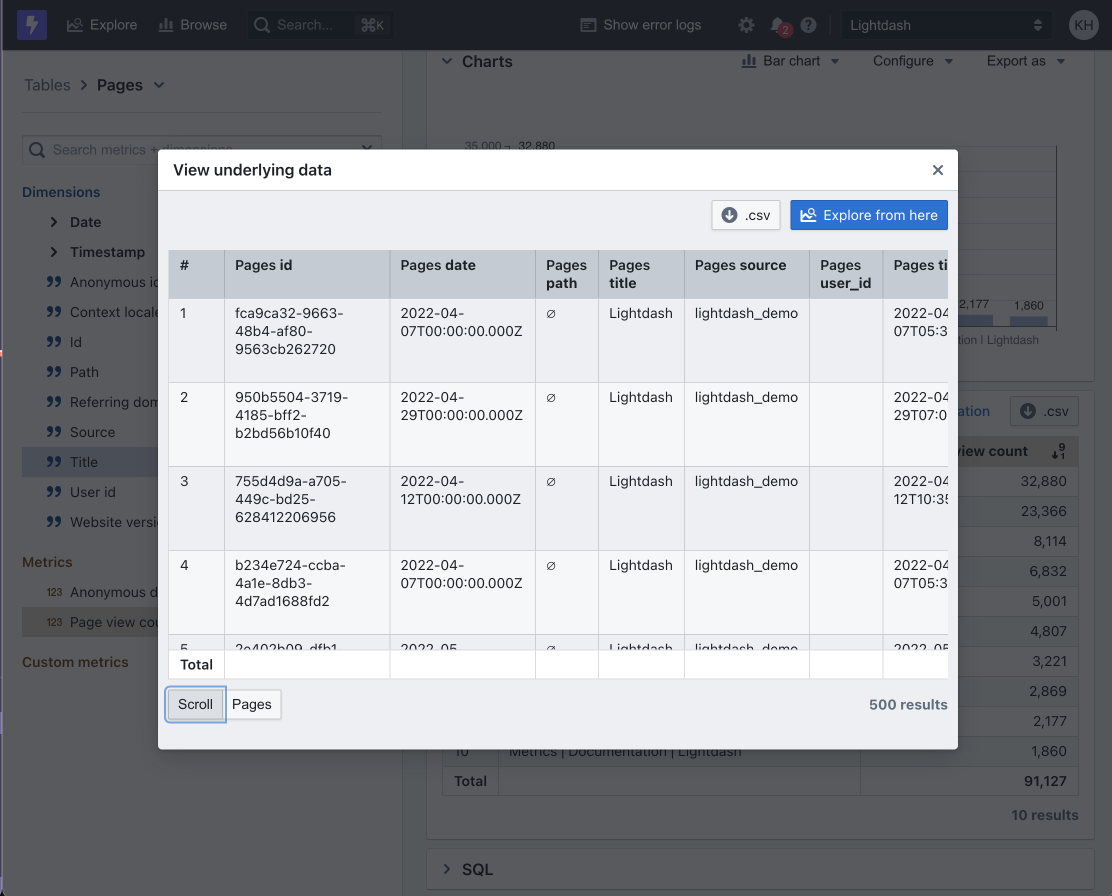 Explore
Browse
Search...
⌘K
Show error logs
2
Lightdash
KH
Tables > Pages
Charts
Bar chart
Configure
Export as
Search metrics + dimensions
35,000
32,880
Dimensions
Date
Timestamp
Anonymous id
Context locale
Id
Path
Referring dom
Source
Title
User id
Website versi
Metrics
123 Anonymous d
123 Page view cou
Custom metrics
View underlying data
.csv
Explore from here
# Pages id Pages date Pages path Pages title Pages source Pages user_id Pages ti
1 fca9ca32-9663-48b4-af80-9563cb262720 2022-04-07T00:00:00.000Z ∅ Lightdash lightdash_demo 2022-04 07T05:3
2 950b5504-3719-4185-bff2-b2bd56b10f40 2022-04-29T00:00:00.000Z ∅ Lightdash lightdash_demo 2022-04 29T07:0
3 755d4d9a-a705-449c-bd25-628412206956 2022-04-12T00:00:00.000Z ∅ Lightdash lightdash_demo 2022-04 12T10:35
4 b234e724-ccba-4a1e-8db3-4d7ad1688fd2 2022-04-07T00:00:00.000Z ∅ Lightdash lightdash_demo 2022-04 07T05:3
5 2e402b09-dfb1- 2022-05- ∅ Lightdash lightdash_demo 2022-05
Total
Scroll
Pages
500 results
2,177
1,860
tion | Lightdash
ation
.csv
view count
32,880
23,366
8,114
6,832
5,001
4,807
3,221
2,869
2,177
10 Metrics | Documentation | Lightdash 1,860
Total 91,127
10 results
SQL